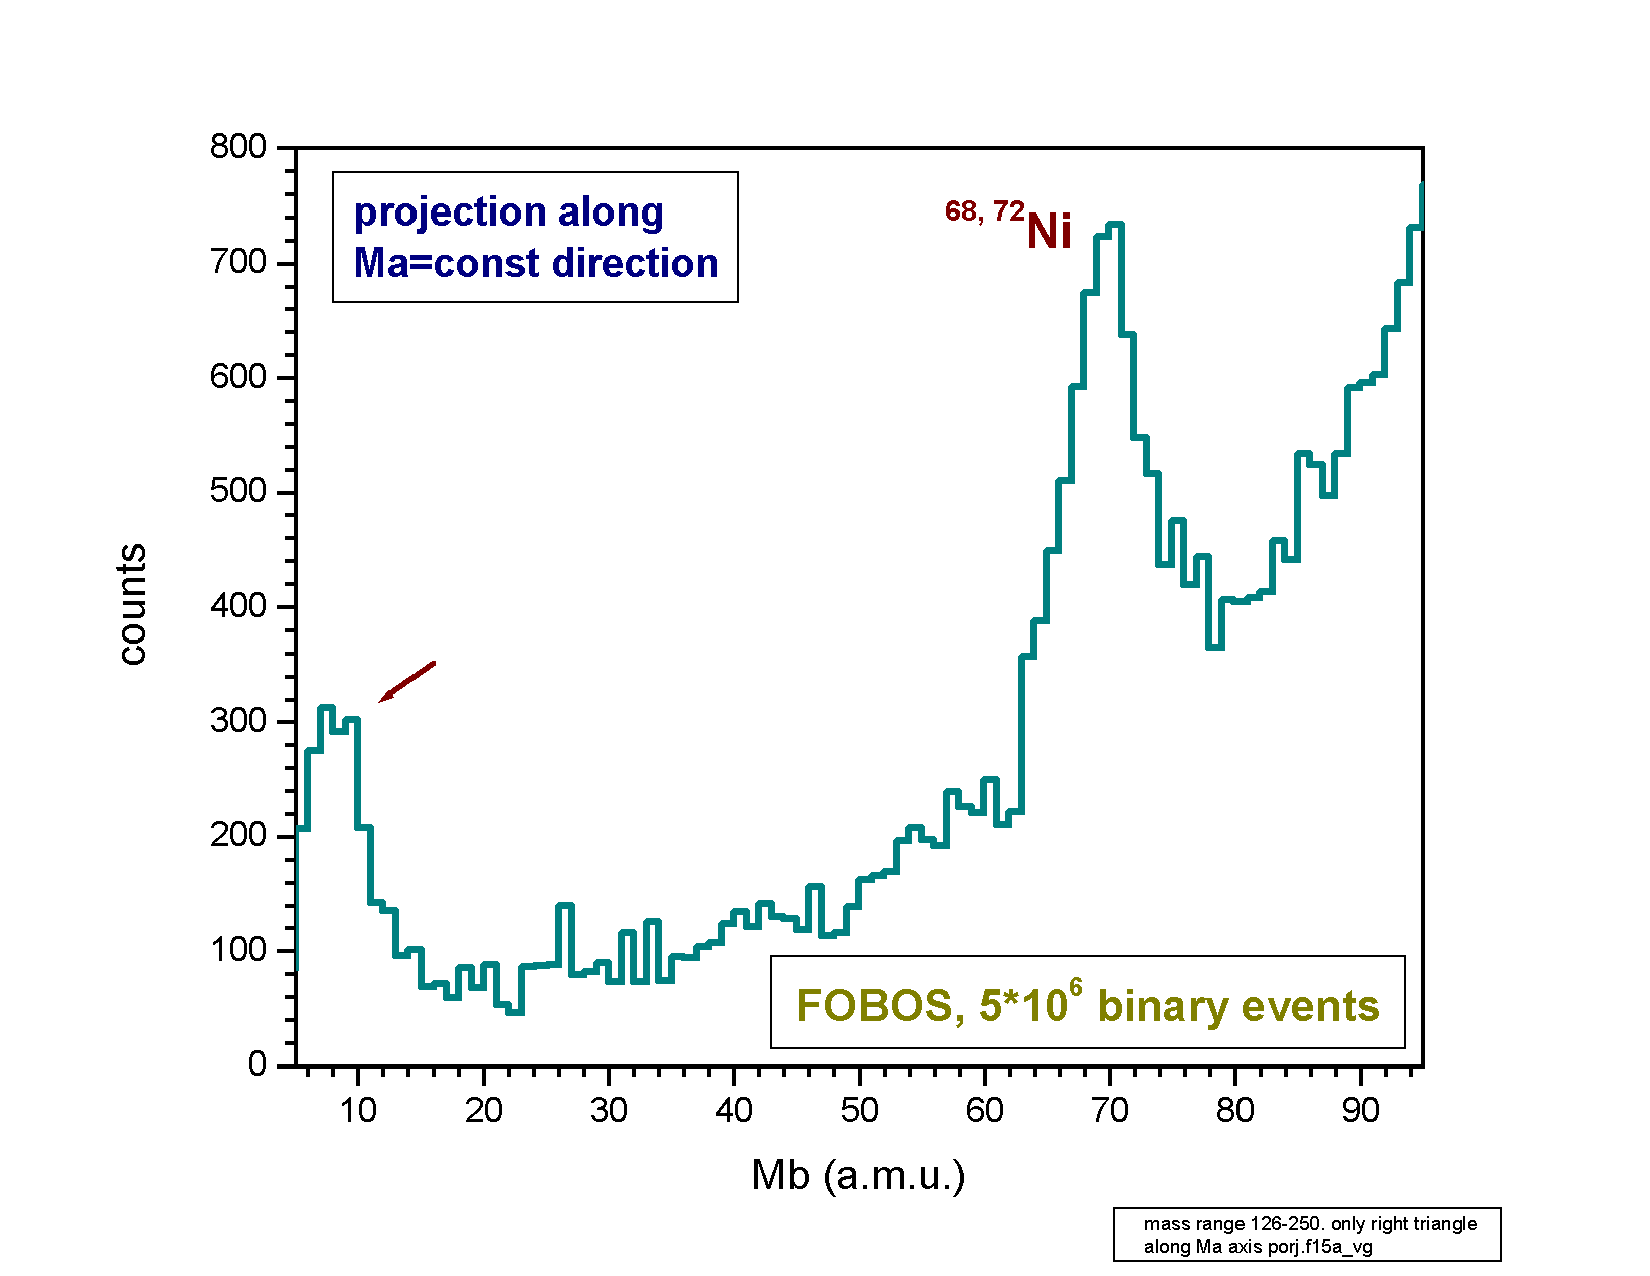 projection along
Ma=const direction
68, 72Ni
800
700
600
500
400
300
200
100
0
counts
FOBOS, 5*10^6 binary events
10 20 30 40 50 60 70 80 90
Mb (a.m.u.)
mass range 126-250. only right triangle
along Ma axis porj.f15a_vg